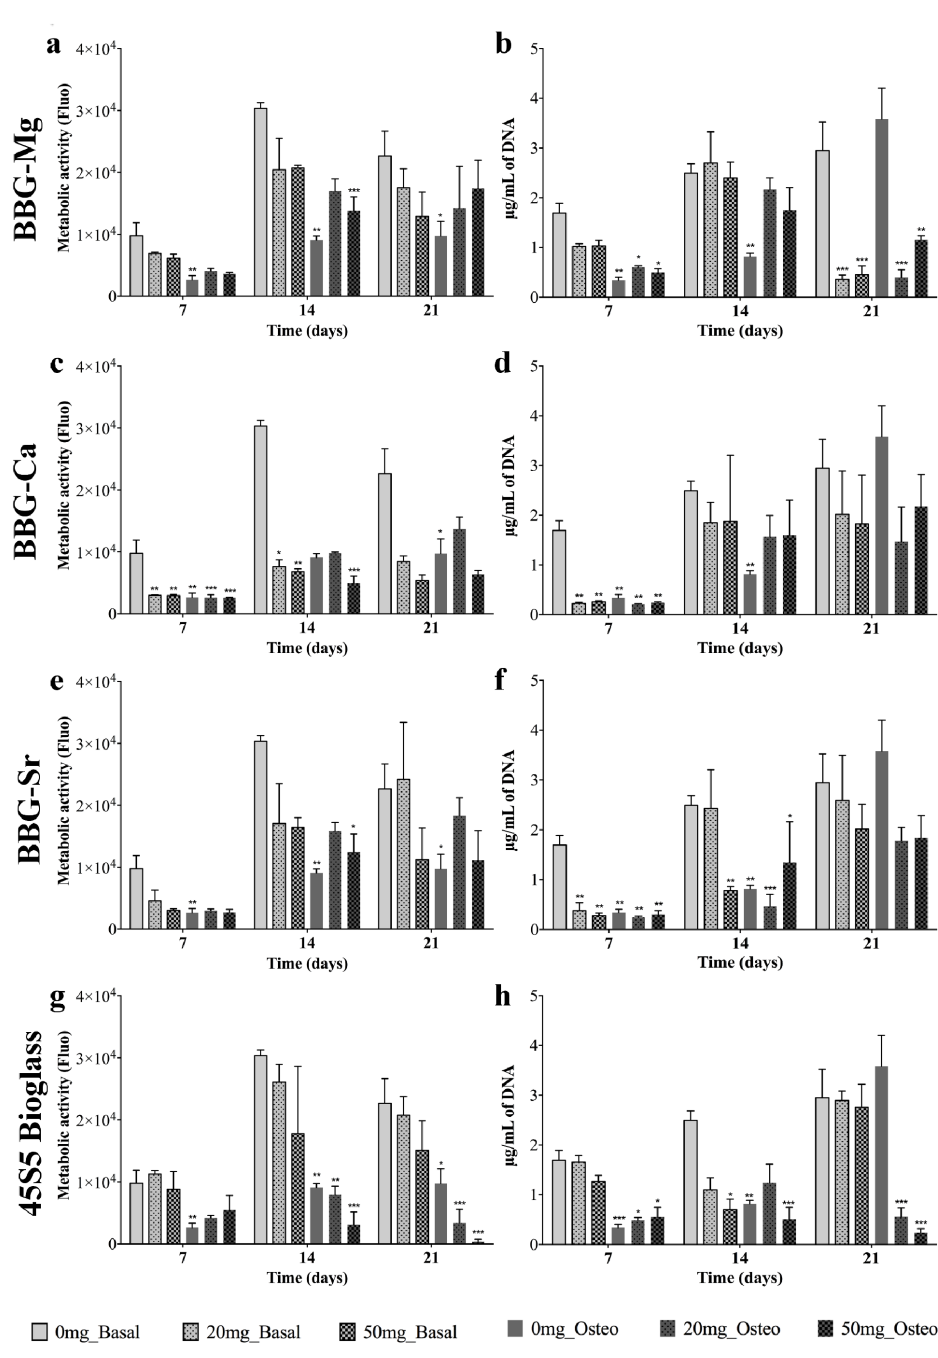 a
b
BBG-Mg
Metabolic activity (Fluo)
4×10⁴
3×10⁴
2×10⁴
1×10⁴
0
** 
** ***
*
7 14 21
Time (days)
µg/mL of DNA
5
4
3
2
1
0
** * *
**
*** *** *** **
7 14 21
Time (days)
c
d
BBG-Ca
Metabolic activity (Fluo)
4×10⁴
3×10⁴
2×10⁴
1×10⁴
0
** ** ** *** ***
* ** ***
*
7 14 21
Time (days)
µg/mL of DNA
5
4
3
2
1
0
** ** ** ** **
**
7 14 21
Time (days)
e
f
BBG-Sr
Metabolic activity (Fluo)
4×10⁴
3×10⁴
2×10⁴
1×10⁴
0
**
** *
*
7 14 21
Time (days)
µg/mL of DNA
5
4
3
2
1
0
** ** ** ** **
** ** *** *
7 14 21
Time (days)
g
h
45S5 Bioglass
Metabolic activity (Fluo)
4×10⁴
3×10⁴
2×10⁴
1×10⁴
0
**
** ** ***
* *** ***
7 14 21
Time (days)
µg/mL of DNA
5
4
3
2
1
0
*** * *
* ** ***
*** ***
7 14 21
Time (days)
0mg_Basal 20mg_Basal 50mg_Basal 0mg_Osteo 20mg_Osteo 50mg_Osteo